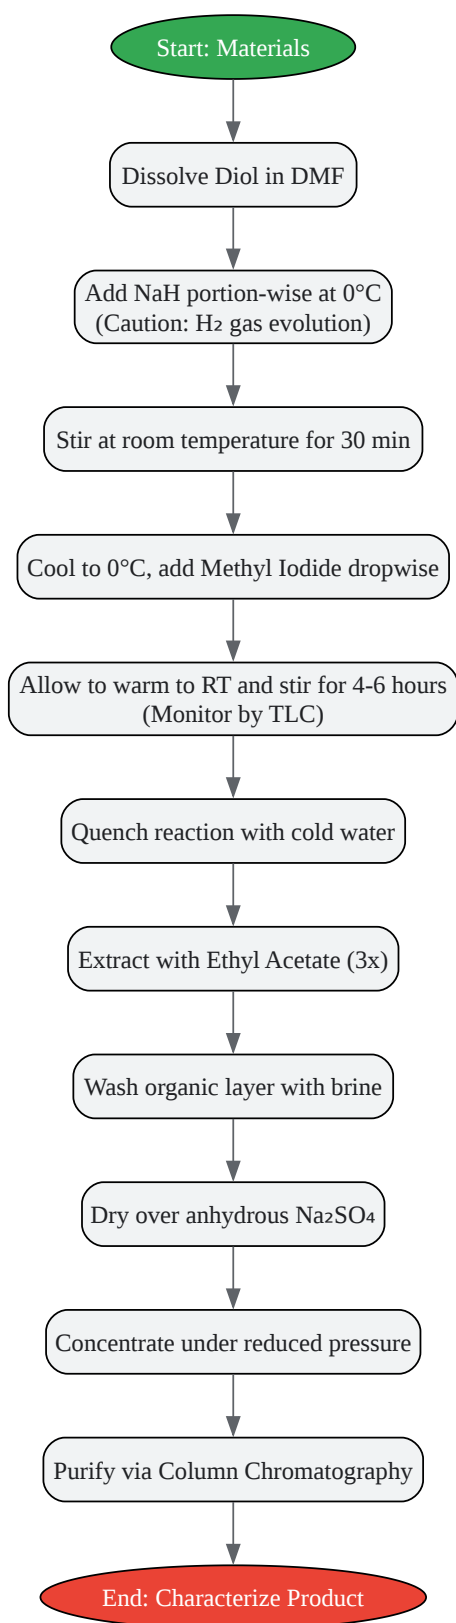 Start: Materials
Dissolve Diol in DMF
Add NaH portion-wise at 0°C
(Caution: H₂ gas evolution)
Stir at room temperature for 30 min
Cool to 0°C, add Methyl Iodide dropwise
Allow to warm to RT and stir for 4-6 hours
(Monitor by TLC)
Quench reaction with cold water
Extract with Ethyl Acetate (3x)
Wash organic layer with brine
Dry over anhydrous Na₂SO₄
Concentrate under reduced pressure
Purify via Column Chromatography
End: Characterize Product